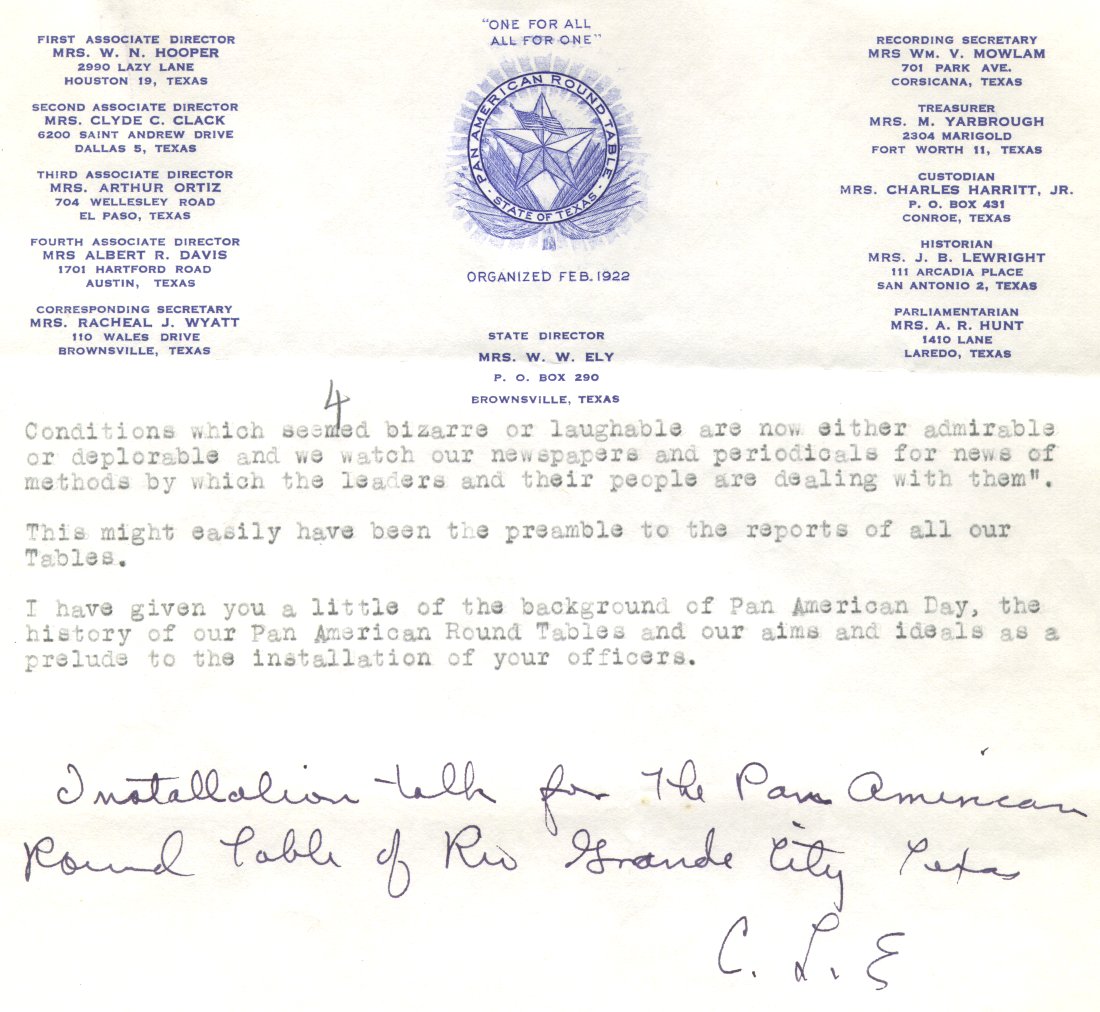 "ONE FOR ALL
ALL FOR ONE"
PAN AMERICAN ROUND TABLE
STATE OF TEXAS
ORGANIZED FEB. 1922
FIRST ASSOCIATE DIRECTOR
MRS. W. N. HOOPER
2990 LAZY LANE
HOUSTON 19, TEXAS
SECOND ASSOCIATE DIRECTOR
MRS. CLYDE C. CLACK
6200 SAINT ANDREW DRIVE
DALLAS 5, TEXAS
THIRD ASSOCIATE DIRECTOR
MRS. ARTHUR ORTIZ
704 WELLESLEY ROAD
EL PASO, TEXAS
FOURTH ASSOCIATE DIRECTOR
MRS ALBERT R. DAVIS
1701 HARTFORD ROAD
AUSTIN, TEXAS
CORRESPONDING SECRETARY
MRS. RACHEAL J. WYATT
110 WALES DRIVE
BROWNSVILLE, TEXAS
RECORDING SECRETARY
MRS WM. V. MOWLAM
701 PARK AVE.
CORSICANA, TEXAS
TREASURER
MRS. M. YARBROUGH
2304 MARIGOLD
FORT WORTH 11, TEXAS
CUSTODIAN
MRS. CHARLES HARRITT, JR.
P. O. BOX 431
CONROE, TEXAS
HISTORIAN
MRS. J. B. LEWRIGHT
111 ARCADIA PLACE
SAN ANTONIO 2, TEXAS
PARLIAMENTARIAN
MRS. A. R. HUNT
1410 LANE
LAREDO, TEXAS
STATE DIRECTOR
MRS. W. W. ELY
P. O. BOX 290
BROWNSVILLE, TEXAS
4
Conditions which seemed bizarre or laughable are now either admirable
or deplorable and we watch our newspapers and periodicals for news of
methods by which the leaders and their people are dealing with them".
This might easily have been the preamble to the reports of all our
Tables.
I have given you a little of the background of Pan American Day, the
history of our Pan American Round Tables and our aims and ideals as a
prelude to the installation of your officers.
Installation talk for The Pan American
Round Table of Rio Grande City Texas
C. L. E